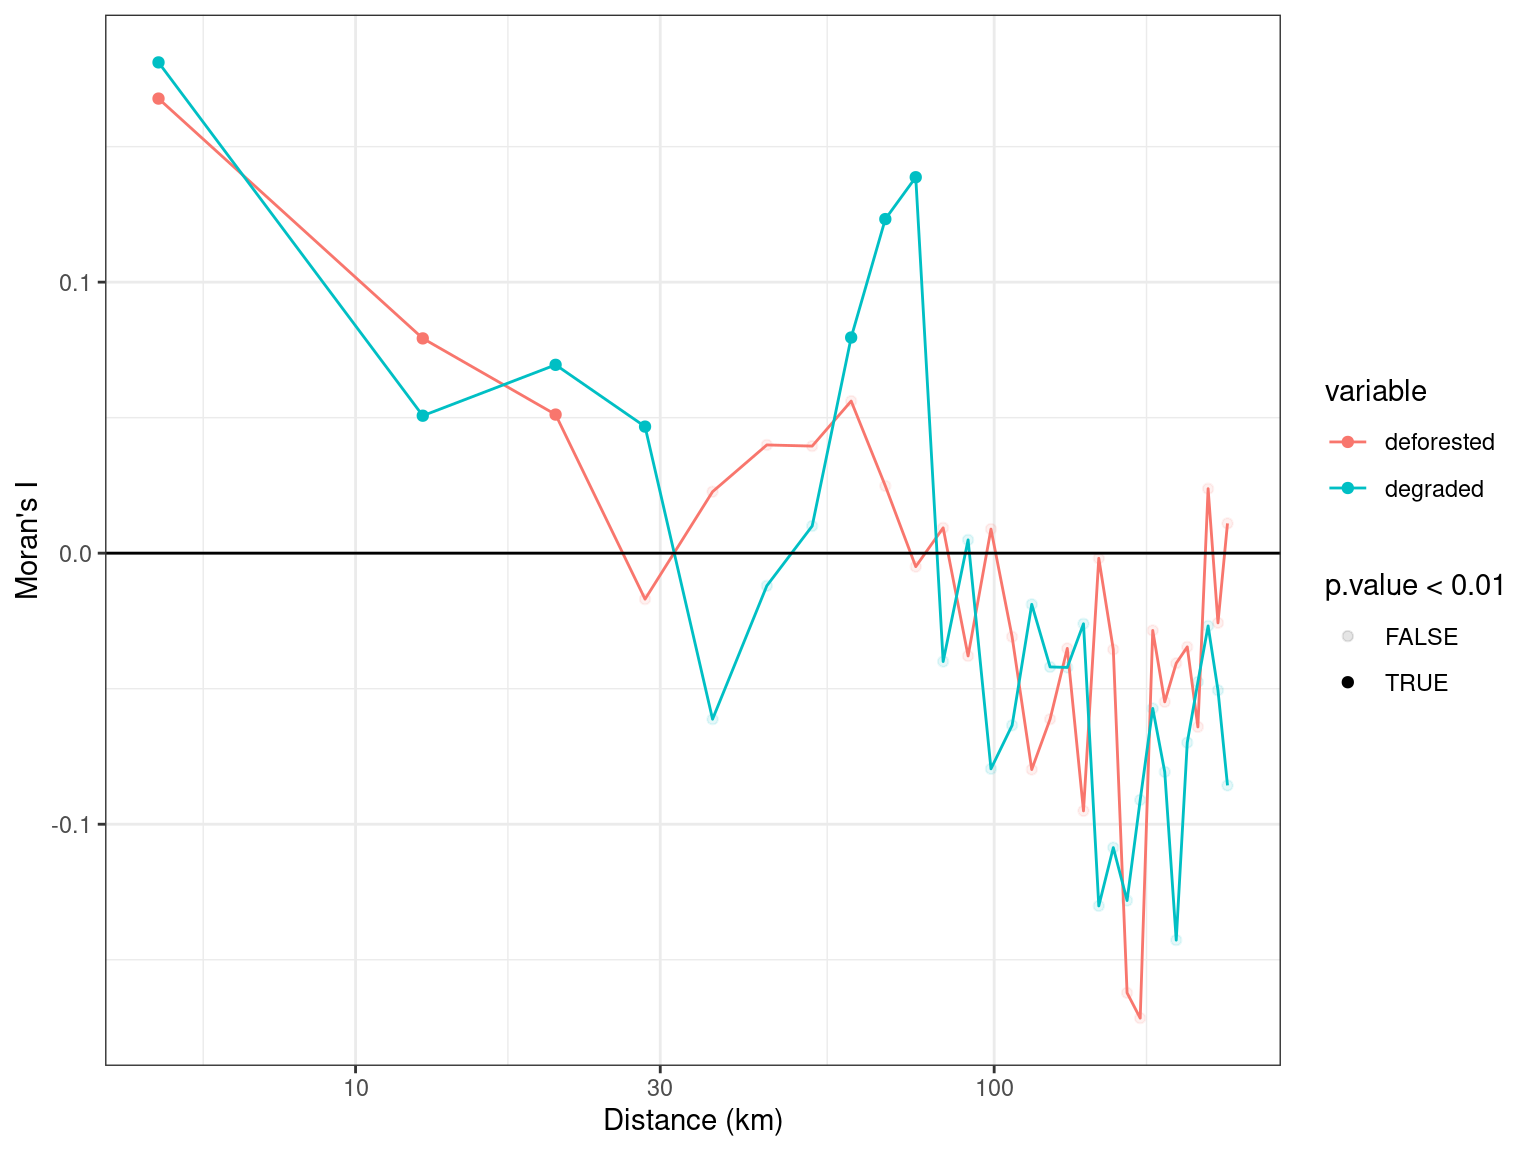 0.1
0.0
-0.1
Moran's I
10
30
100
Distance (km)
variable
deforested
degraded
p.value < 0.01
FALSE
TRUE